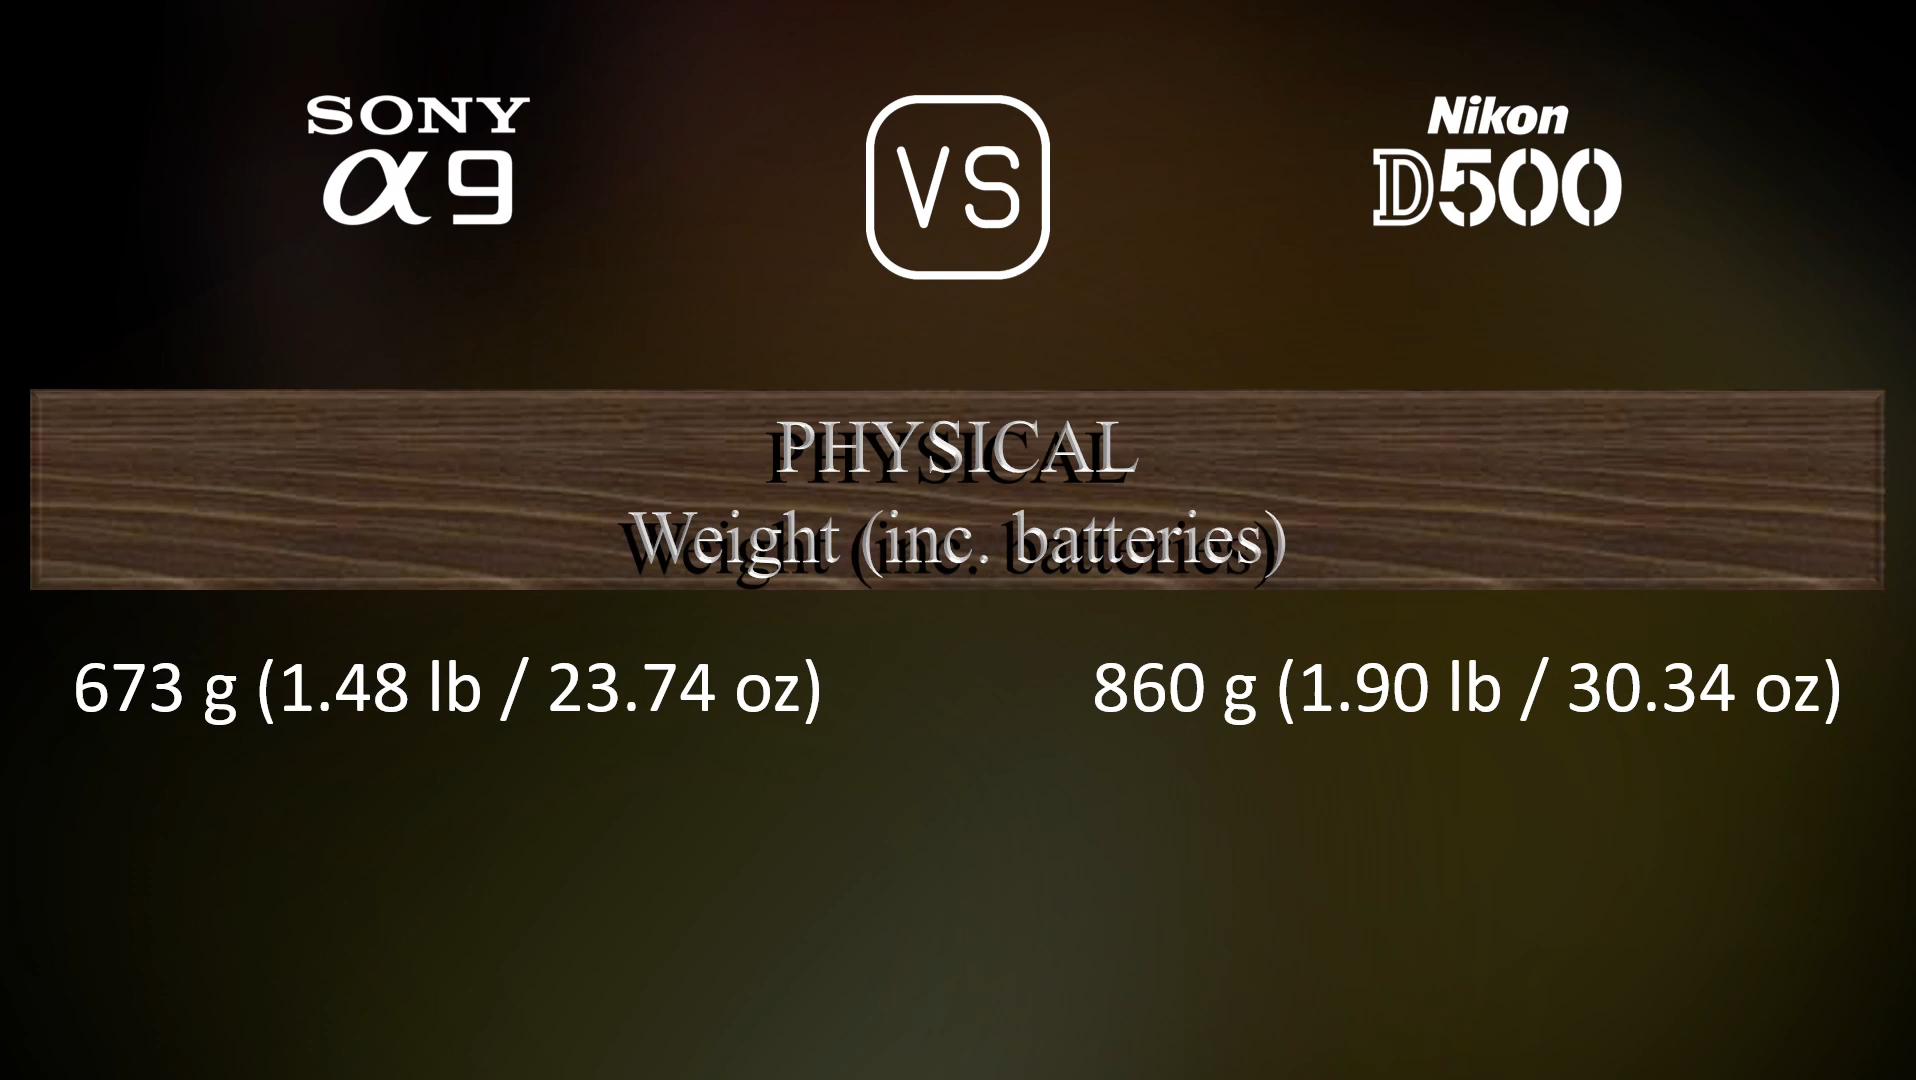 SONY
α9
VS
Nikon
D500
PHYSICAL
Weight (inc. batteries)
673 g (1.48 lb / 23.74 oz)
860 g (1.90 lb / 30.34 oz)